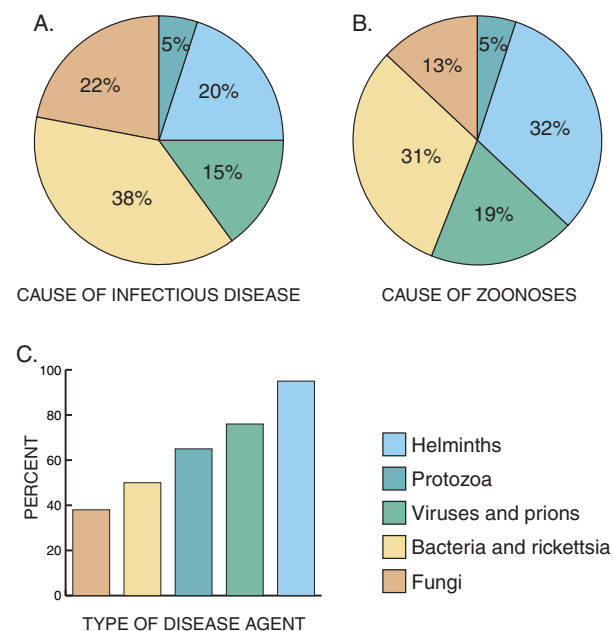 A.
5%
20%
15%
38%
22%
CAUSE OF INFECTIOUS DISEASE
B.
5%
32%
19%
31%
13%
CAUSE OF ZOONOSES
C.
100
80
60
40
20
0
PERCENT
TYPE OF DISEASE AGENT
Helminths
Protozoa
Viruses and prions
Bacteria and rickettsia
Fungi